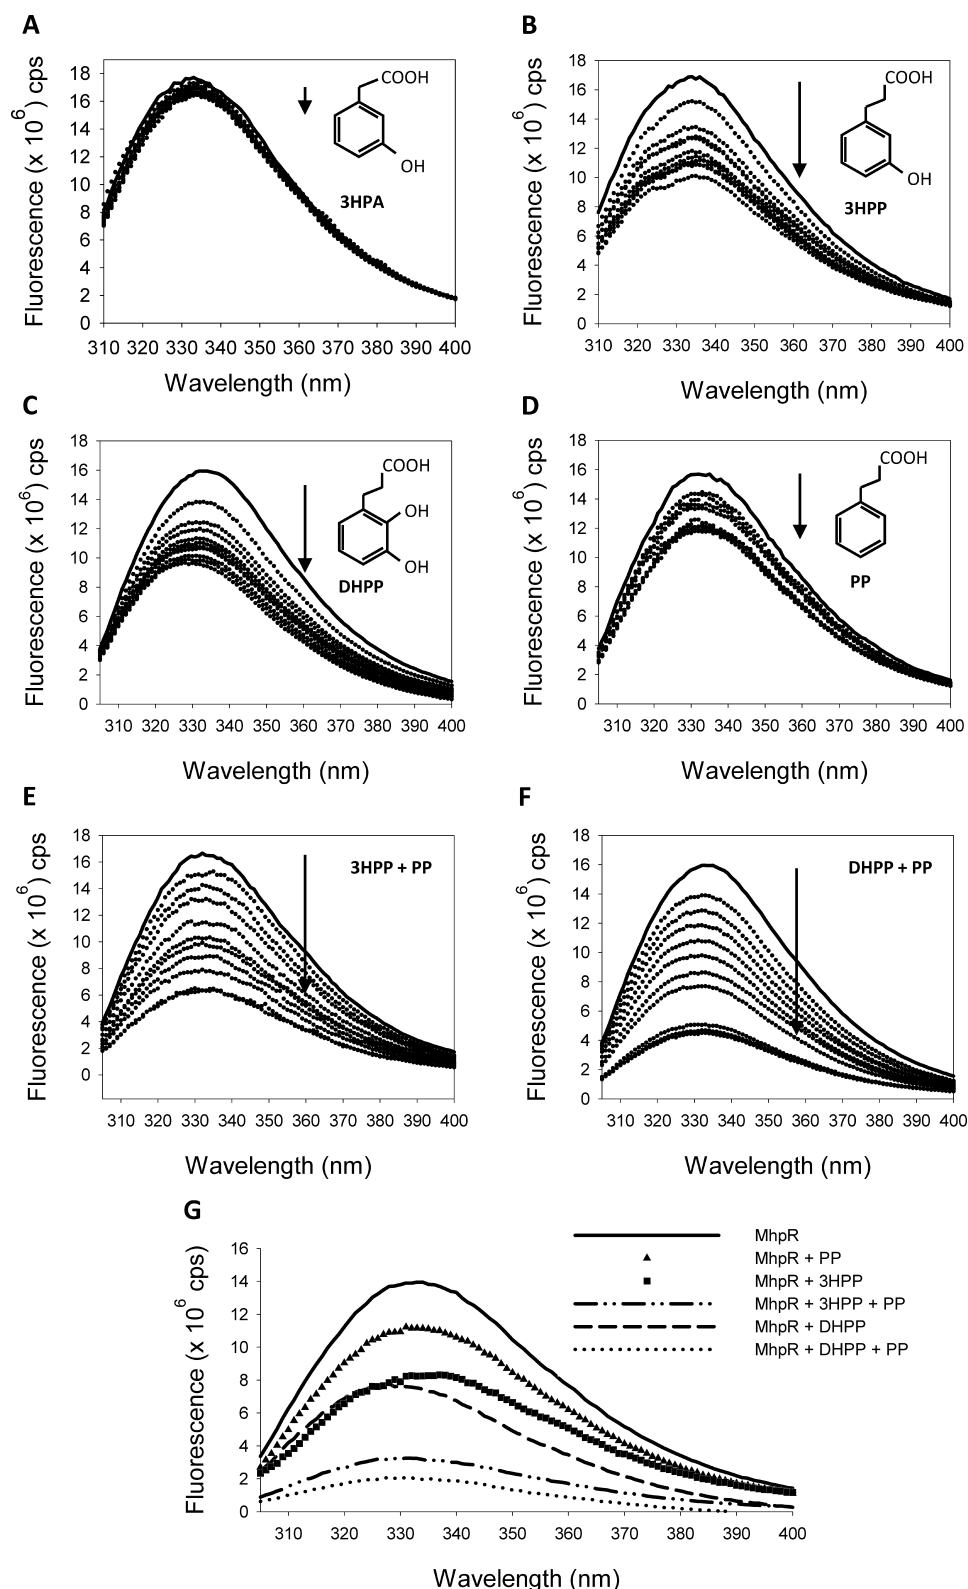 A
Fluorescence (x 10^6) cps
18
16
14
12
10
8
6
4
2
0
310 320 330 340 350 360 370 380 390 400
Wavelength (nm)
COOH
OH
3HPA
B
Fluorescence (x 10^6) cps
18
16
14
12
10
8
6
4
2
0
310 320 330 340 350 360 370 380 390 400
Wavelength (nm)
COOH
OH
3HPP
C
Fluorescence (x 10^6) cps
18
16
14
12
10
8
6
4
2
0
310 320 330 340 350 360 370 380 390 400
Wavelength (nm)
COOH
OH
OH
DHPP
D
Fluorescence (x 10^6) cps
18
16
14
12
10
8
6
4
2
0
310 320 330 340 350 360 370 380 390 400
Wavelength (nm)
COOH
PP
E
Fluorescence (x 10^6) cps
18
16
14
12
10
8
6
4
2
0
310 320 330 340 350 360 370 380 390 400
Wavelength (nm)
3HPP + PP
F
Fluorescence (x 10^6) cps
18
16
14
12
10
8
6
4
2
0
310 320 330 340 350 360 370 380 390 400
Wavelength (nm)
DHPP + PP
G
Fluorescence (x 10^6 cps)
16
14
12
10
8
6
4
2
0
310 320 330 340 350 360 370 380 390 400
Wavelength (nm)
MhpR
MhpR + PP
MhpR + 3HPP
MhpR + 3HPP + PP
MhpR + DHPP
MhpR + DHPP + PP